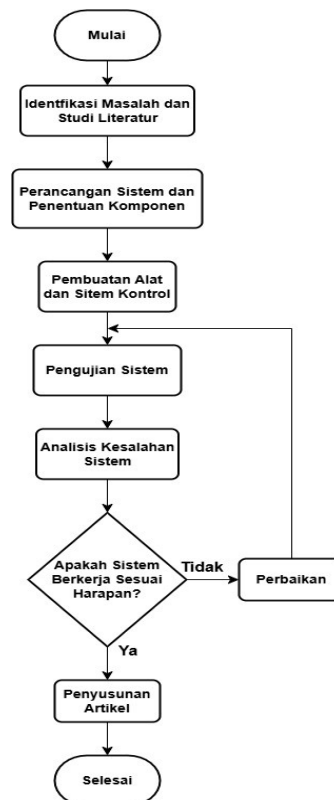 Mulai
Identfikasi Masalah dan
Studi Literatur
Perancangan Sistem dan
Penentuan Komponen
Pembuatan Alat
dan Sitem Kontrol
Pengujian Sistem
Analisis Kesalahan
Sistem
Apakah Sistem
Berkerja Sesuai
Harapan?
Tidak
Perbaikan
Ya
Penyusunan
Artikel
Selesai